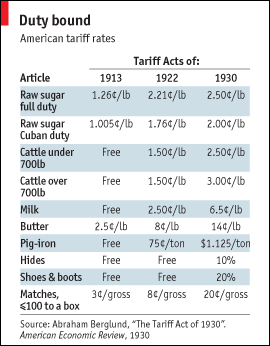 Duty bound
American tariff rates
Tariff Acts of:
Article 1913 1922 1930
Raw sugar
full duty 1.26¢/lb 2.21¢/lb 2.50¢/lb
Raw sugar
Cuban duty 1.005¢/lb 1.76¢/lb 2.00¢/lb
Cattle under
700lb Free 1.50¢/lb 2.50¢/lb
Cattle over
700lb Free 1.50¢/lb 3.00¢/lb
Milk Free 2.50¢/lb 6.5¢/lb
Butter 2.5¢/lb 8¢/lb 14¢/lb
Pig-iron Free 75¢/ton $1.125/ton
Hides Free Free 10%
Shoes & boots Free Free 20%
Matches,
⩽100 to a box 3¢/gross 8¢/gross 20¢/gross
Source: Abraham Berglund, “The Tariff Act of 1930”.
American Economic Review, 1930